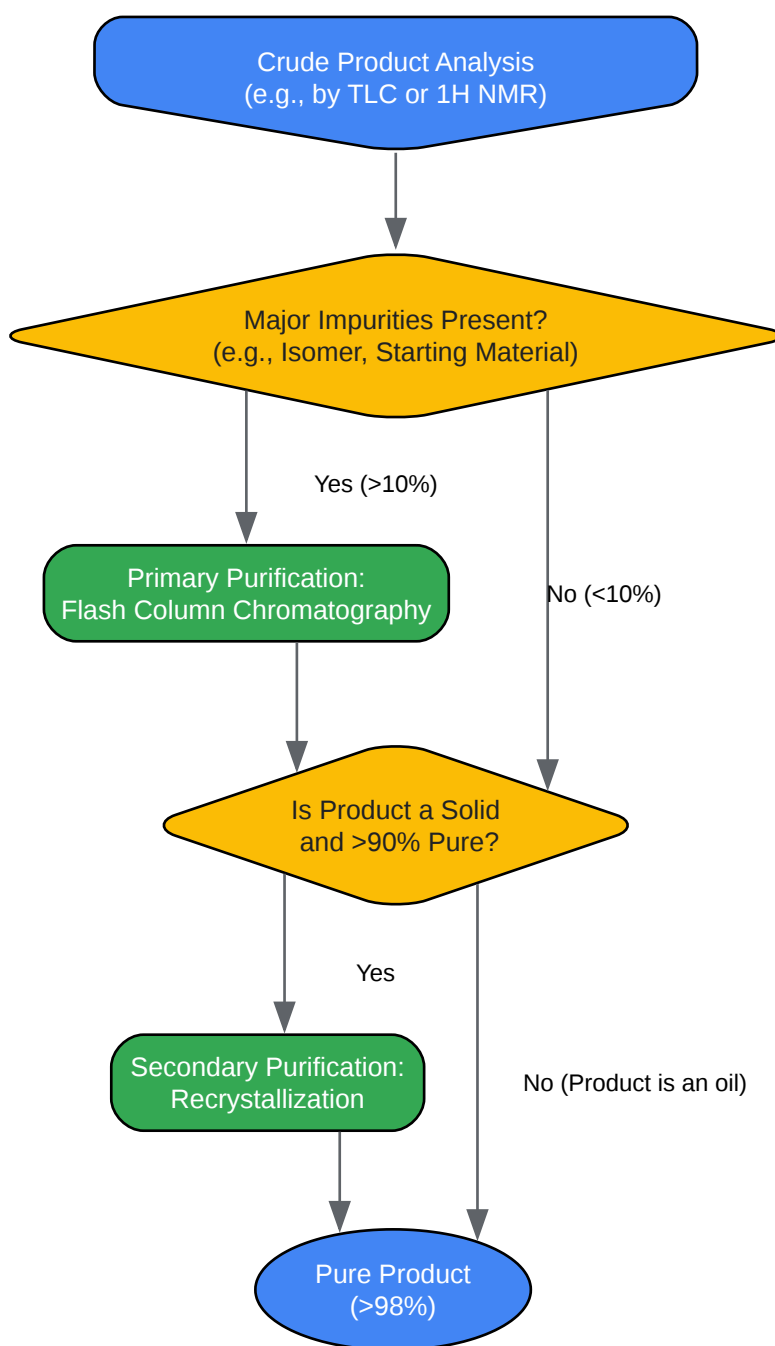 Crude Product Analysis
(e.g., by TLC or 1H NMR)
Major Impurities Present?
(e.g., Isomer, Starting Material)
Yes (>10%)
Primary Purification:
Flash Column Chromatography
No (<10%)
Is Product a Solid
and >90% Pure?
Yes
Secondary Purification:
Recrystallization
No (Product is an oil)
Pure Product
(>98%)